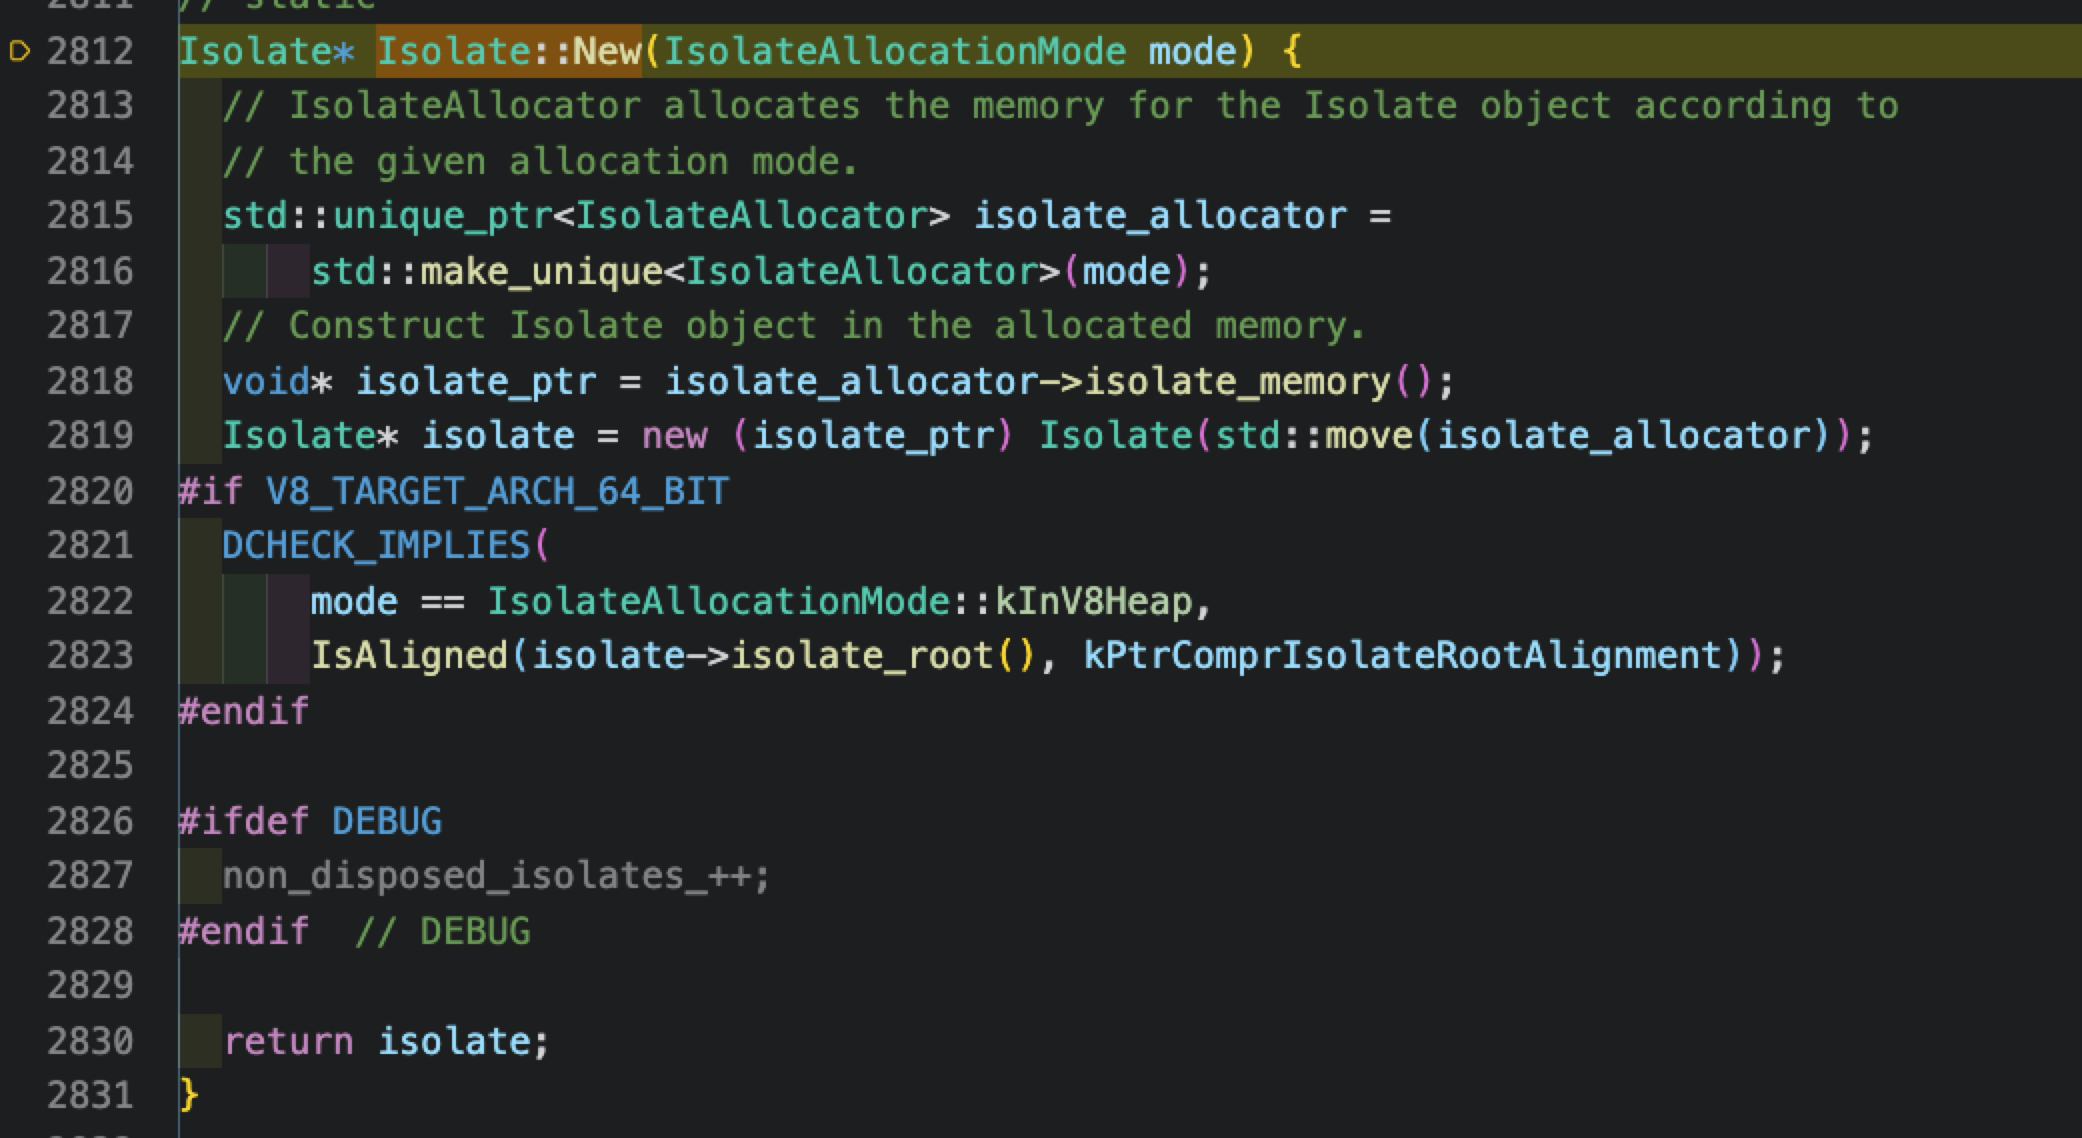 // static
2812 Isolate* Isolate::New(IsolateAllocationMode mode) {
2813 // IsolateAllocator allocates the memory for the Isolate object according to
2814 // the given allocation mode.
2815 std::unique_ptr<IsolateAllocator> isolate_allocator =
2816 std::make_unique<IsolateAllocator>(mode);
2817 // Construct Isolate object in the allocated memory.
2818 void* isolate_ptr = isolate_allocator->isolate_memory();
2819 Isolate* isolate = new (isolate_ptr) Isolate(std::move(isolate_allocator));
2820 #if V8_TARGET_ARCH_64_BIT
2821 DCHECK_IMPLIES(
2822 mode == IsolateAllocationMode::kInV8Heap,
2823 IsAligned(isolate->isolate_root(), kPtrComprIsolateRootAlignment));
2824 #endif
2825
2826 #ifdef DEBUG
2827 non_disposed_isolates_++;
2828 #endif // DEBUG
2829
2830 return isolate;
2831 }